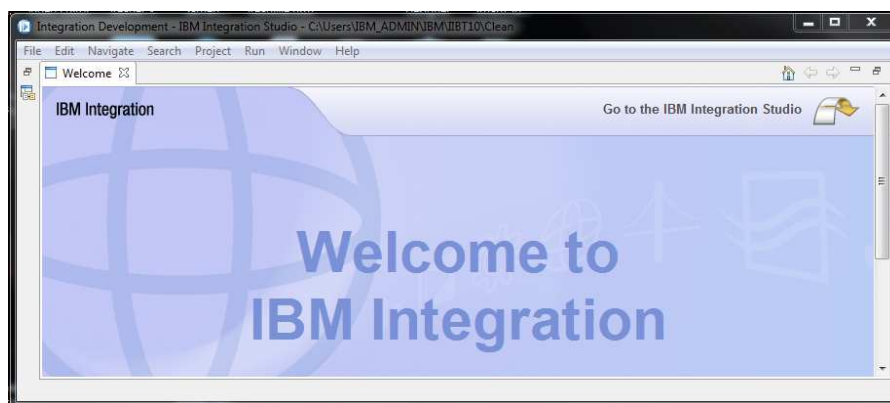 Integration Development - IBM Integration Studio - C:\Users\IBM_ADMIN\IBM\IIBT10\Clean
File Edit Navigate Search Project Run Window Help
Welcome
IBM Integration
Go to the IBM Integration Studio
Welcome to
IBM Integration